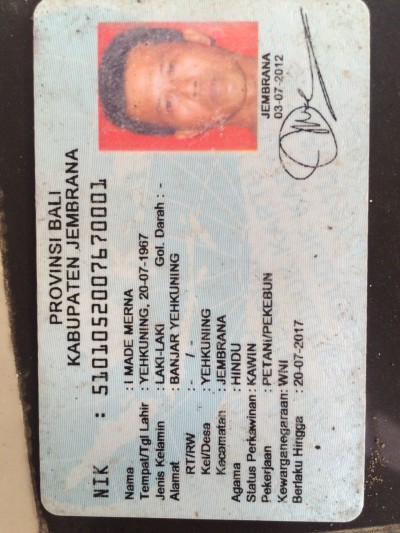 PROVINSI BALI
KABUPATEN JEMBRANA
NIK : 5101052007670001
Nama : I MADE MERNA
Tempat/Tgl Lahir : YEHKUNING, 20-07-1967
Jenis Kelamin : LAKI-LAKI Gol. Darah : -
Alamat : BANJAR YEHKUNING
RT/RW : - / -
Kel/Desa : YEHKUNING
Kecamatan : JEMBRANA
Agama : HINDU
Status Perkawinan : KAWIN
Pekerjaan : PETANI/PEKEBUN
Kewarganegaraan: WNI
Berlaku Hingga : 20-07-2017
JEMBRANA
03-07-2012